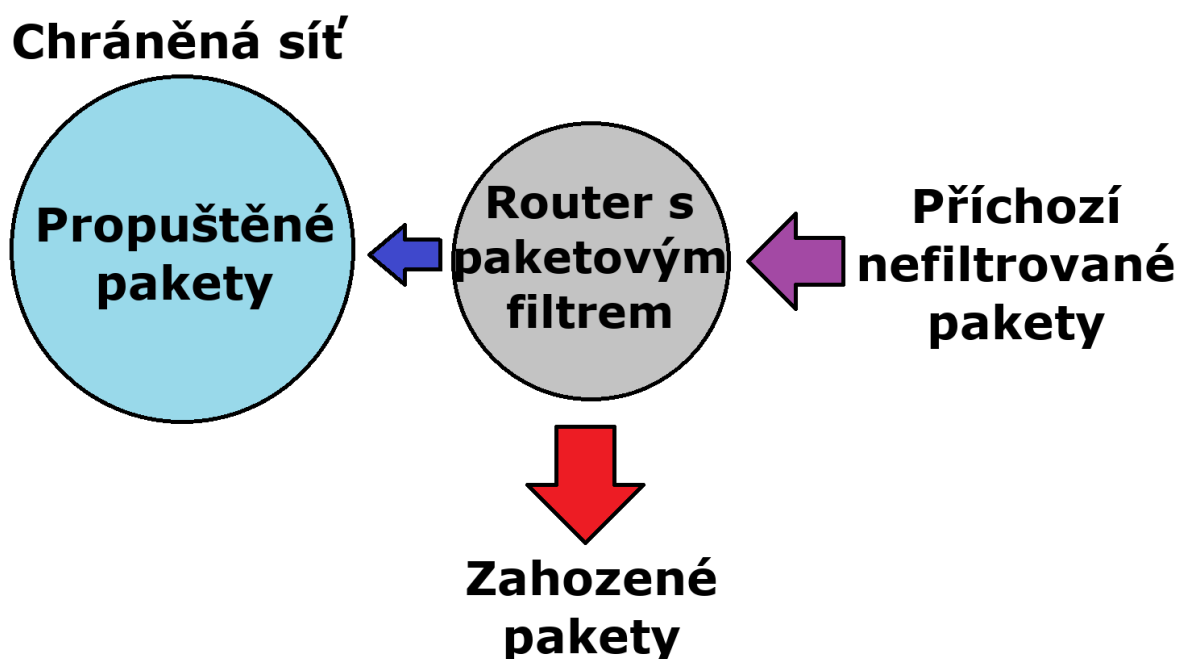 Chráněná síť
Propuštěné
pakety
Router s
paketovým
filtrem
Příchozí
nefiltrované
pakety
Zahozené
pakety